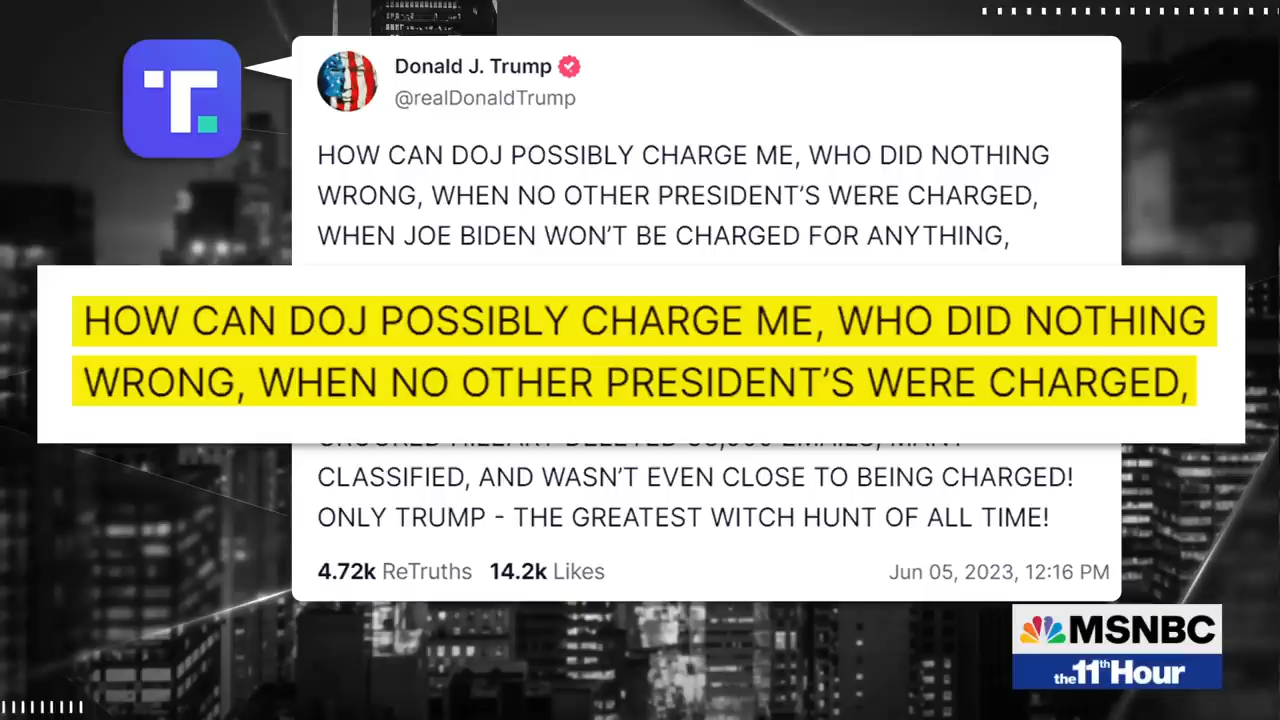 Donald J. Trump
@realDonaldTrump
HOW CAN DOJ POSSIBLY CHARGE ME, WHO DID NOTHING
WRONG, WHEN NO OTHER PRESIDENT'S WERE CHARGED,
WHEN JOE BIDEN WON'T BE CHARGED FOR ANYTHING,
HOW CAN DOJ POSSIBLY CHARGE ME, WHO DID NOTHING
WRONG, WHEN NO OTHER PRESIDENT'S WERE CHARGED,
CLASSIFIED, AND WASN'T EVEN CLOSE TO BEING CHARGED!
ONLY TRUMP - THE GREATEST WITCH HUNT OF ALL TIME!
4.72k ReTruths 14.2k Likes
Jun 05, 2023, 12:16 PM
MSNBC
the 11th Hour